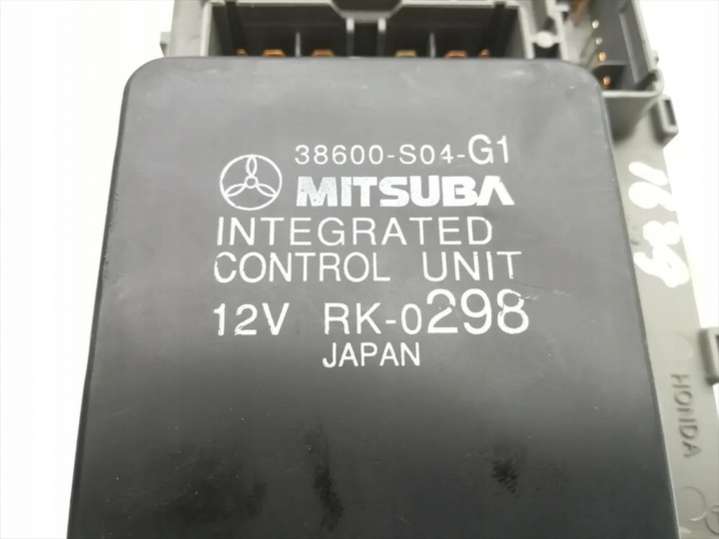 38600-S04-G1
MITSUBA
INTEGRATED
CONTROL UNIT
12V RK-0298
JAPAN
HONDA